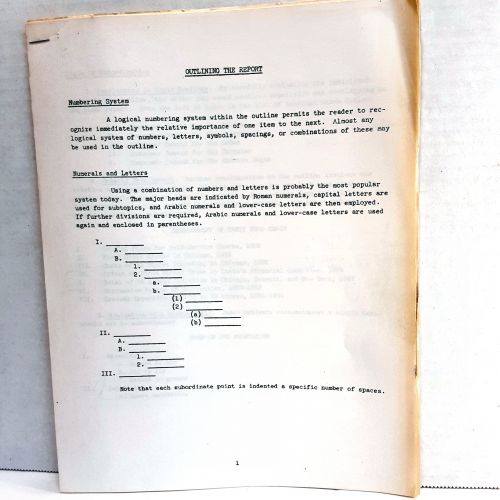 OUTLINING THE REPORT
Numbering System
A logical numbering system within the outline permits the reader to rec-
ognize immediately the relative importance of one item to the next. Almost any
logical system of numbers, letters, symbols, spacings, or combinations of these may
be used in the outline.
Numerals and Letters
Using a combination of numbers and letters is probably the most popular
system today. The major heads are indicated by Roman numerals, capital letters are
used for subtopics, and Arabic numerals and lower-case letters are then employed.
If further divisions are required, Arabic numerals and lower-case letters are used
again and enclosed in parentheses.
I.
A.
B.
1.
2.
a.
b.
(1)
(2)
(a)
(b)
II.
A.
B.
1.
2.
III.
Note that each subordinate point is indented a specific number of spaces.
1